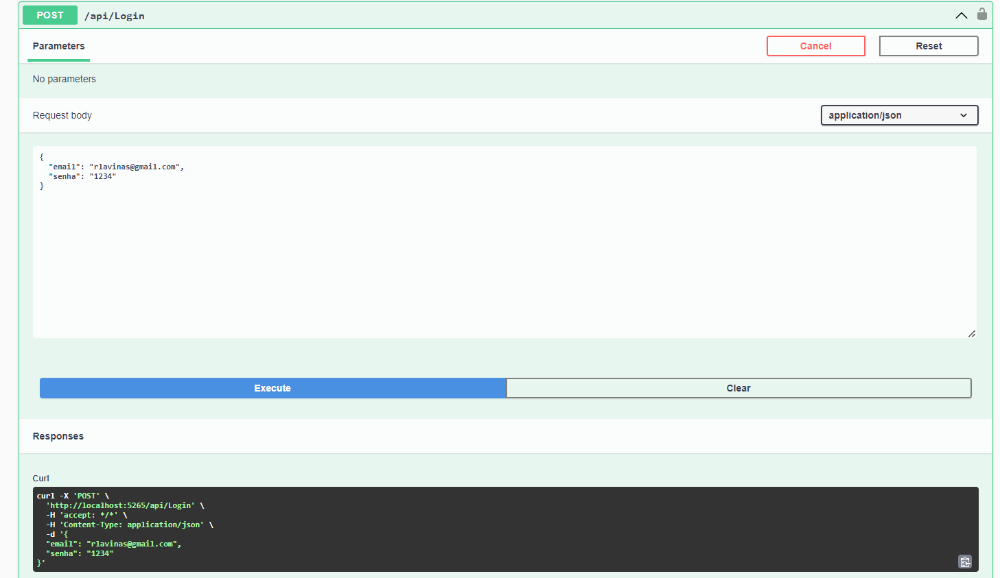 POST /api/Login
Parameters Cancel Reset
No parameters
Request body application/json
{
"email": "rlavinas@gmail.com",
"senha": "1234"
}
Execute Clear
Responses
Curl
curl -X 'POST' \
'http://localhost:5265/api/Login' \
-H 'accept: */*' \
-H 'Content-Type: application/json' \
-d '{
"email": "rlavinas@gmail.com",
"senha": "1234"
}'